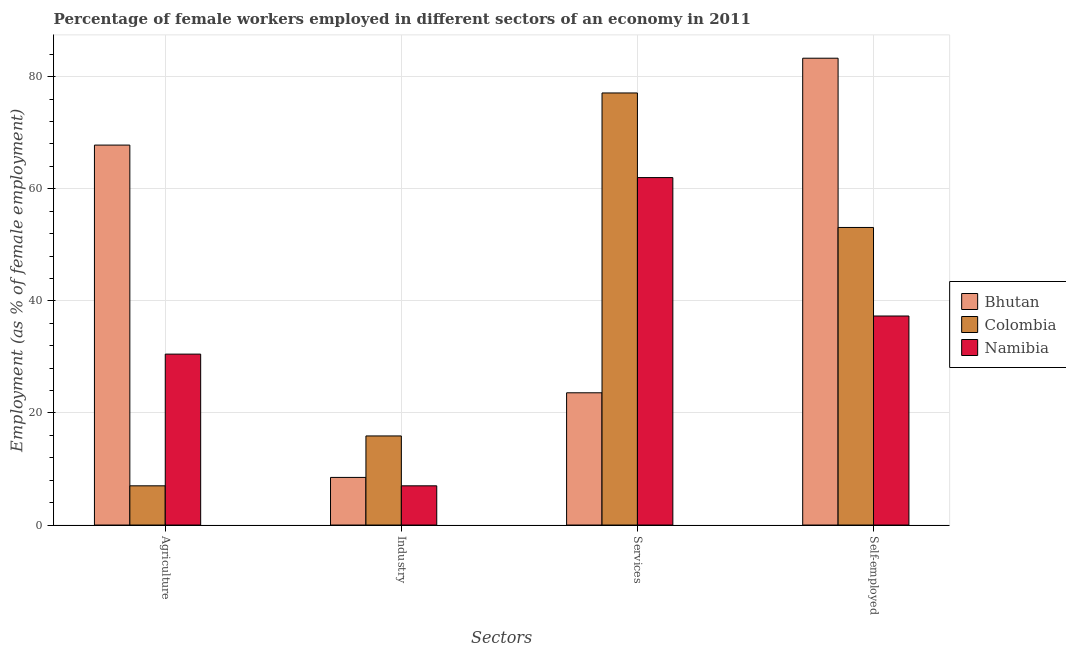 Percentage of female workers employed in different sectors of an economy in 2011
Employment (as % of female employment)
80
60
40
20
0
Agriculture
Industry
Services
Self-employed
Sectors
Bhutan
Colombia
Namibia